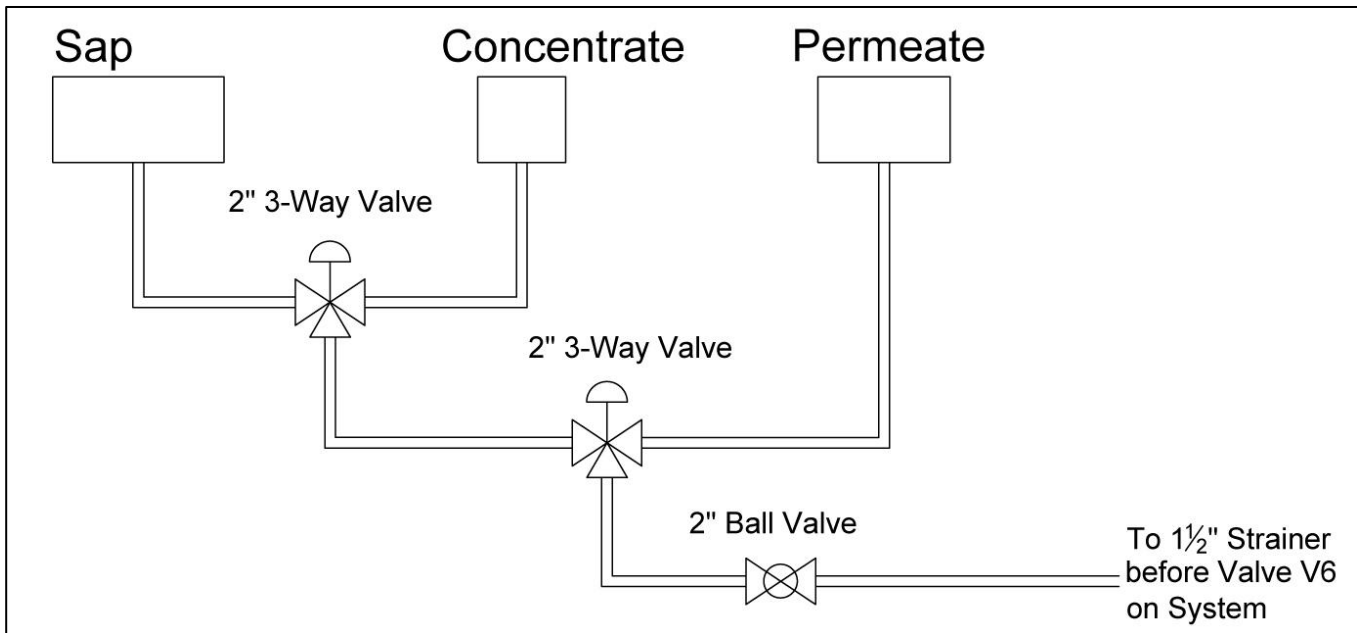 Sap
Concentrate
Permeate
2" 3-Way Valve
2" 3-Way Valve
2" Ball Valve
To 1½" Strainer
before Valve V6
on System